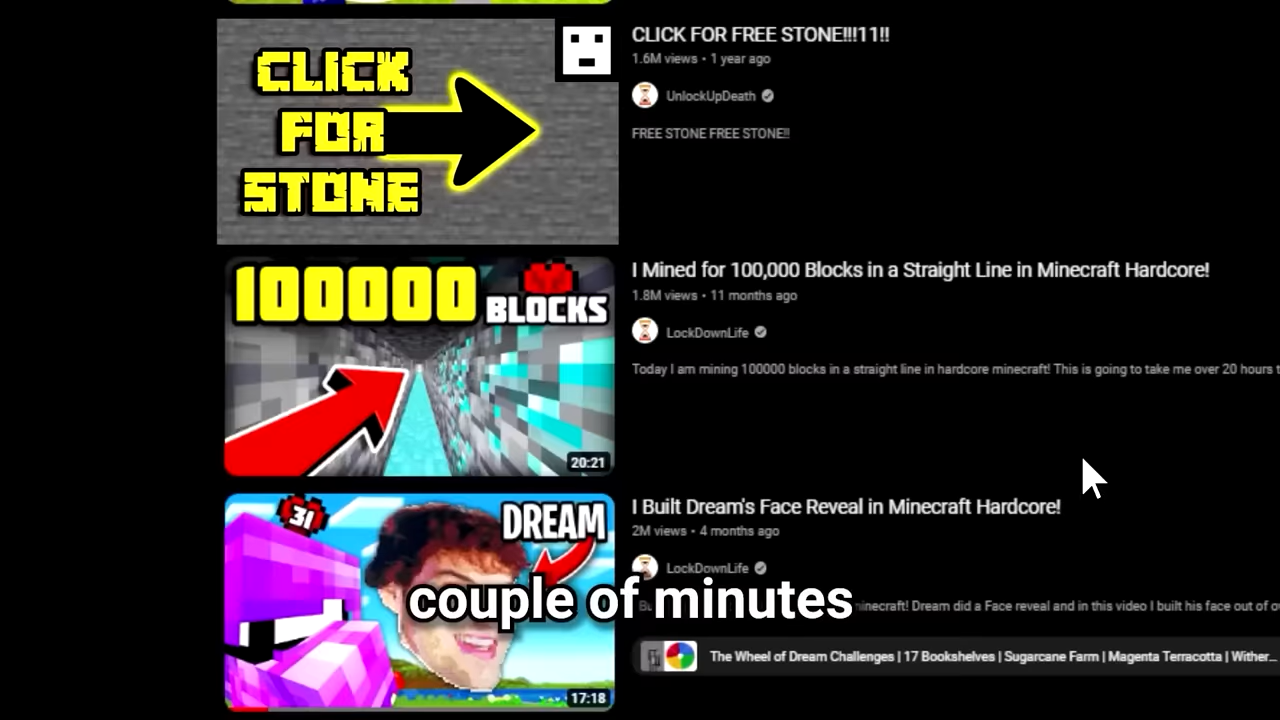 CLICK
FOR
STONE
CLICK FOR FREE STONE!!!11!!
1.6M views • 1 year ago
UnlockUpDeath
FREE STONE FREE STONE!!
100000
BLOCKS
20:21
I Mined for 100,000 Blocks in a Straight Line in Minecraft Hardcore!
1.8M views • 11 months ago
LockDownLife
Today I am mining 100000 blocks in a straight line in hardcore minecraft! This is going to take me over 20 hours
31
DREAM
17:18
I Built Dream's Face Reveal in Minecraft Hardcore!
2M views • 4 months ago
LockDownLife
minecraft! Dream did a Face reveal and in this video I built his face out of
couple of minutes
The Wheel of Dream Challenges | 17 Bookshelves | Sugarcane Farm | Magenta Terracotta | Wither...